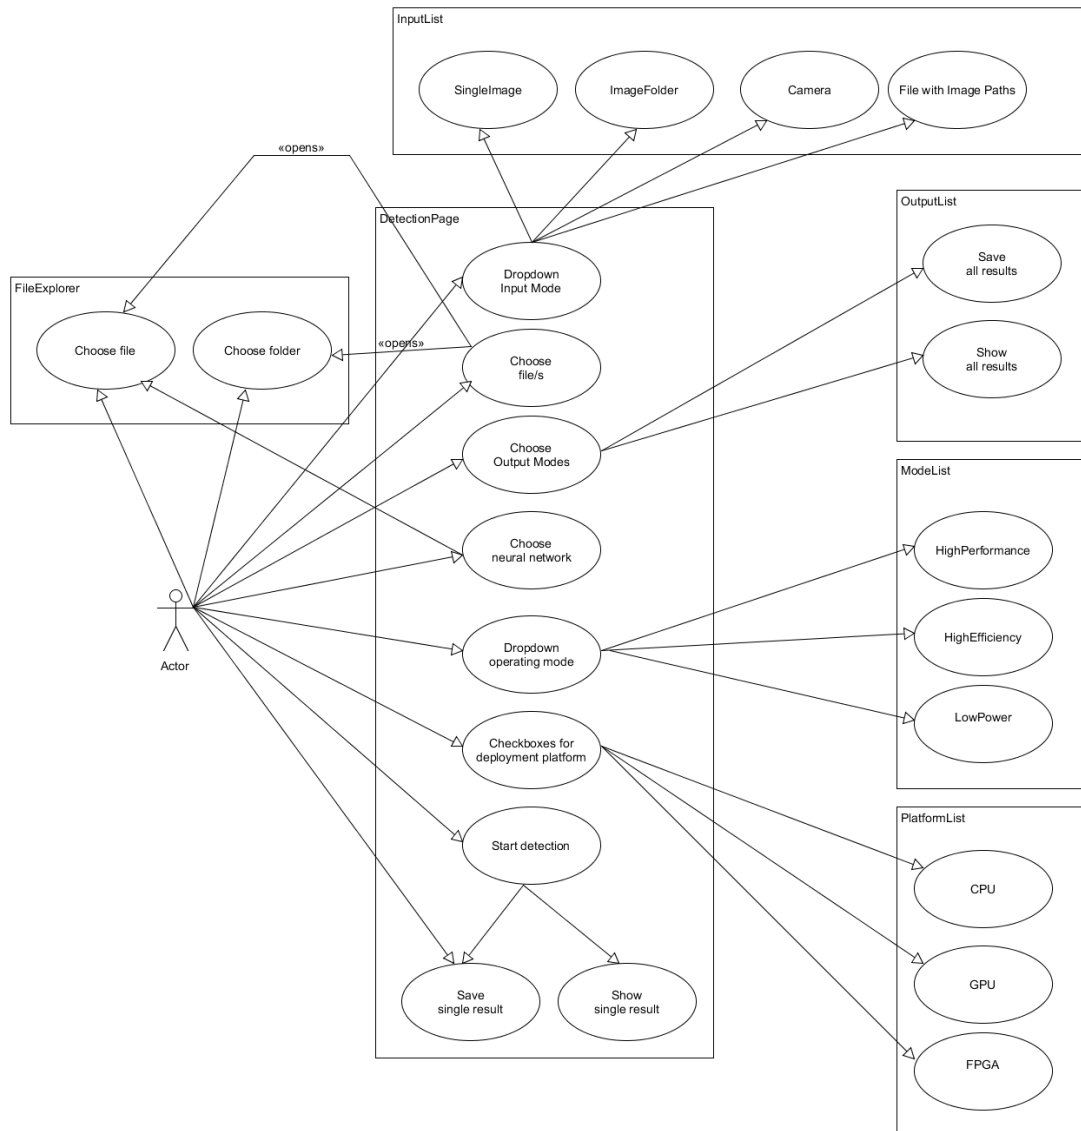 InputList
SingleImage
ImageFolder
Camera
File with Image Paths
«opens»
OutputList
Save
all results
Show
all results
DetectionPage
Dropdown
Input Mode
FileExplorer
Choose file
Choose folder
«opens»
Choose
file/s
Choose
Output Modes
Choose
neural network
Dropdown
operating mode
Checkboxes for
deployment platform
Start detection
Save
single result
Show
single result
Actor
ModeList
HighPerformance
HighEfficiency
LowPower
PlatformList
CPU
GPU
FPGA